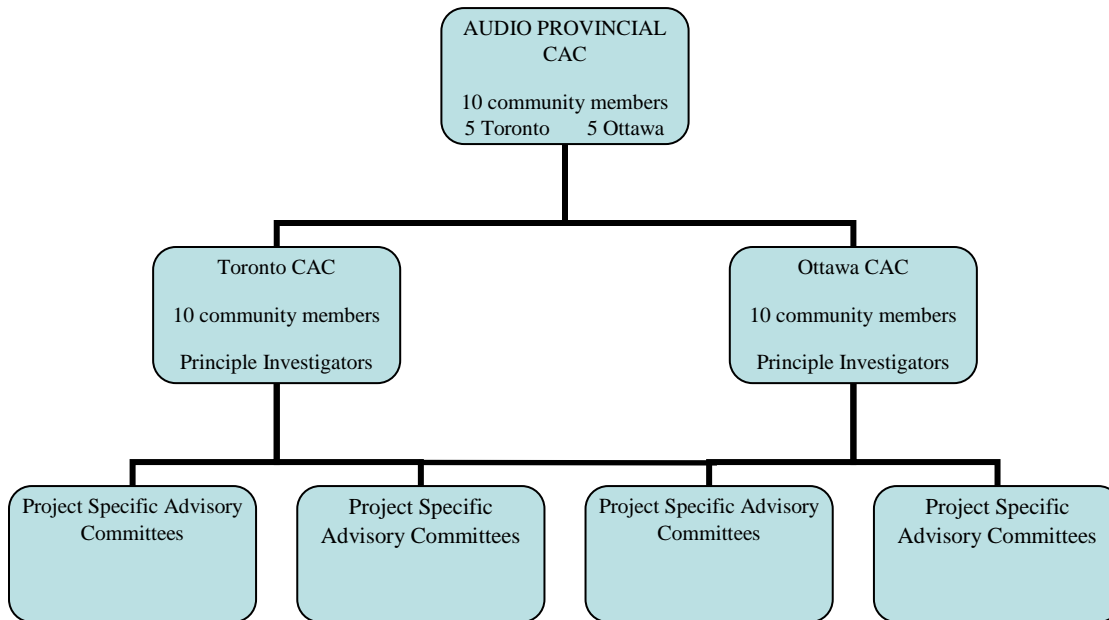 AUDIO PROVINCIAL
CAC
10 community members
5 Toronto 5 Ottawa
Toronto CAC
10 community members
Principle Investigators
Ottawa CAC
10 community members
Principle Investigators
Project Specific Advisory
Committees
Project Specific
Advisory Committees
Project Specific Advisory
Committees
Project Specific
Advisory Committees